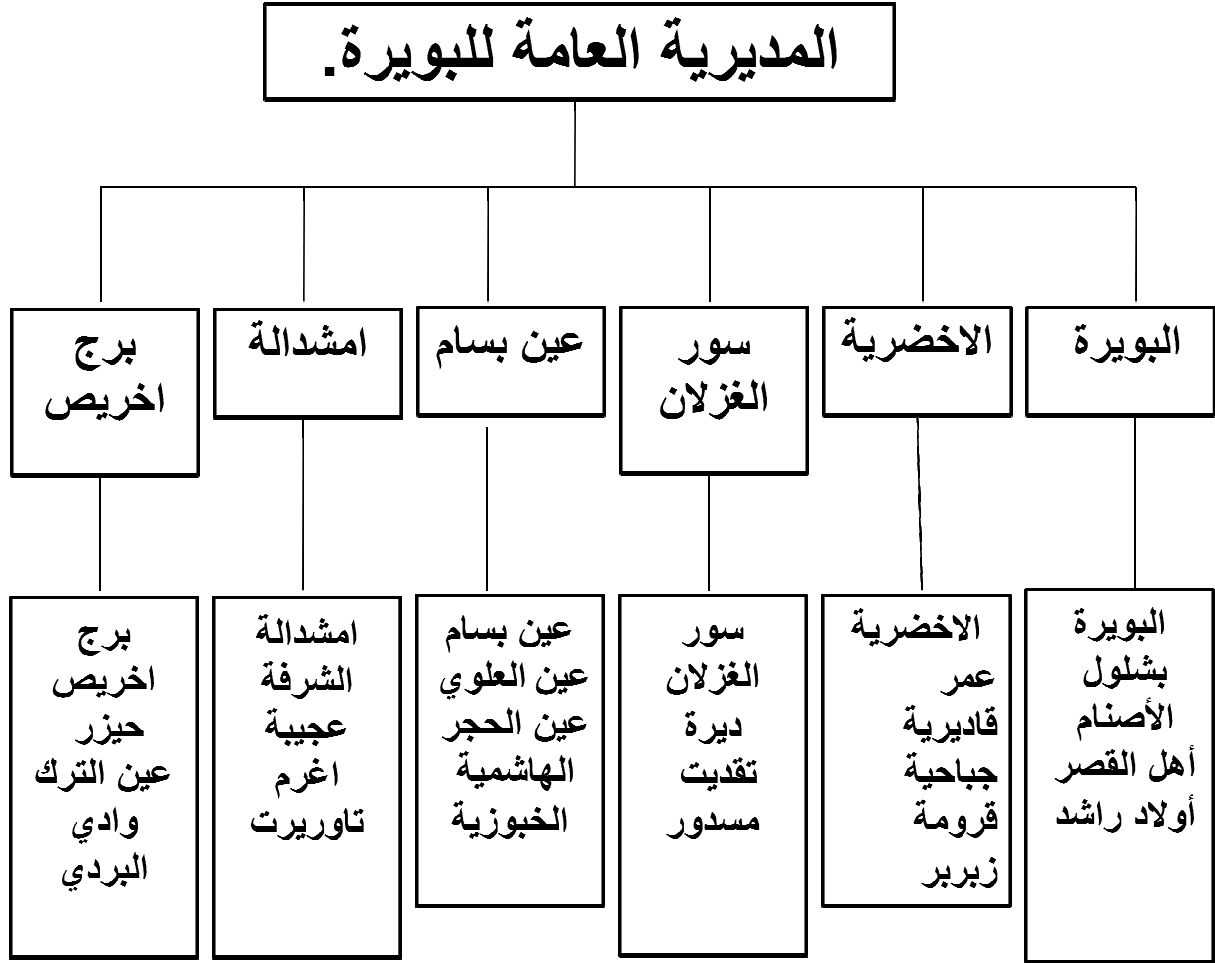 المديرية العامة للبويرة.
البويرة
الاخضرية
سور
الغزلان
عين بسام
امشدالة
برج
اخريص
البويرة
بشلول
الأصنام
أهل القصر
أولاد راشد
الاخضرية
عمر
قاديرية
جباحية
قرومة
زبربر
سور
الغزلان
ديرة
تقديت
مسدور
عين بسام
عين العلوي
عين الحجر
الهاشمية
الخبوزية
امشدالة
الشرفة
عجيبة
اغرم
تاوريرت
برج
اخريص
حيزر
عين الترك
وادي
البردي